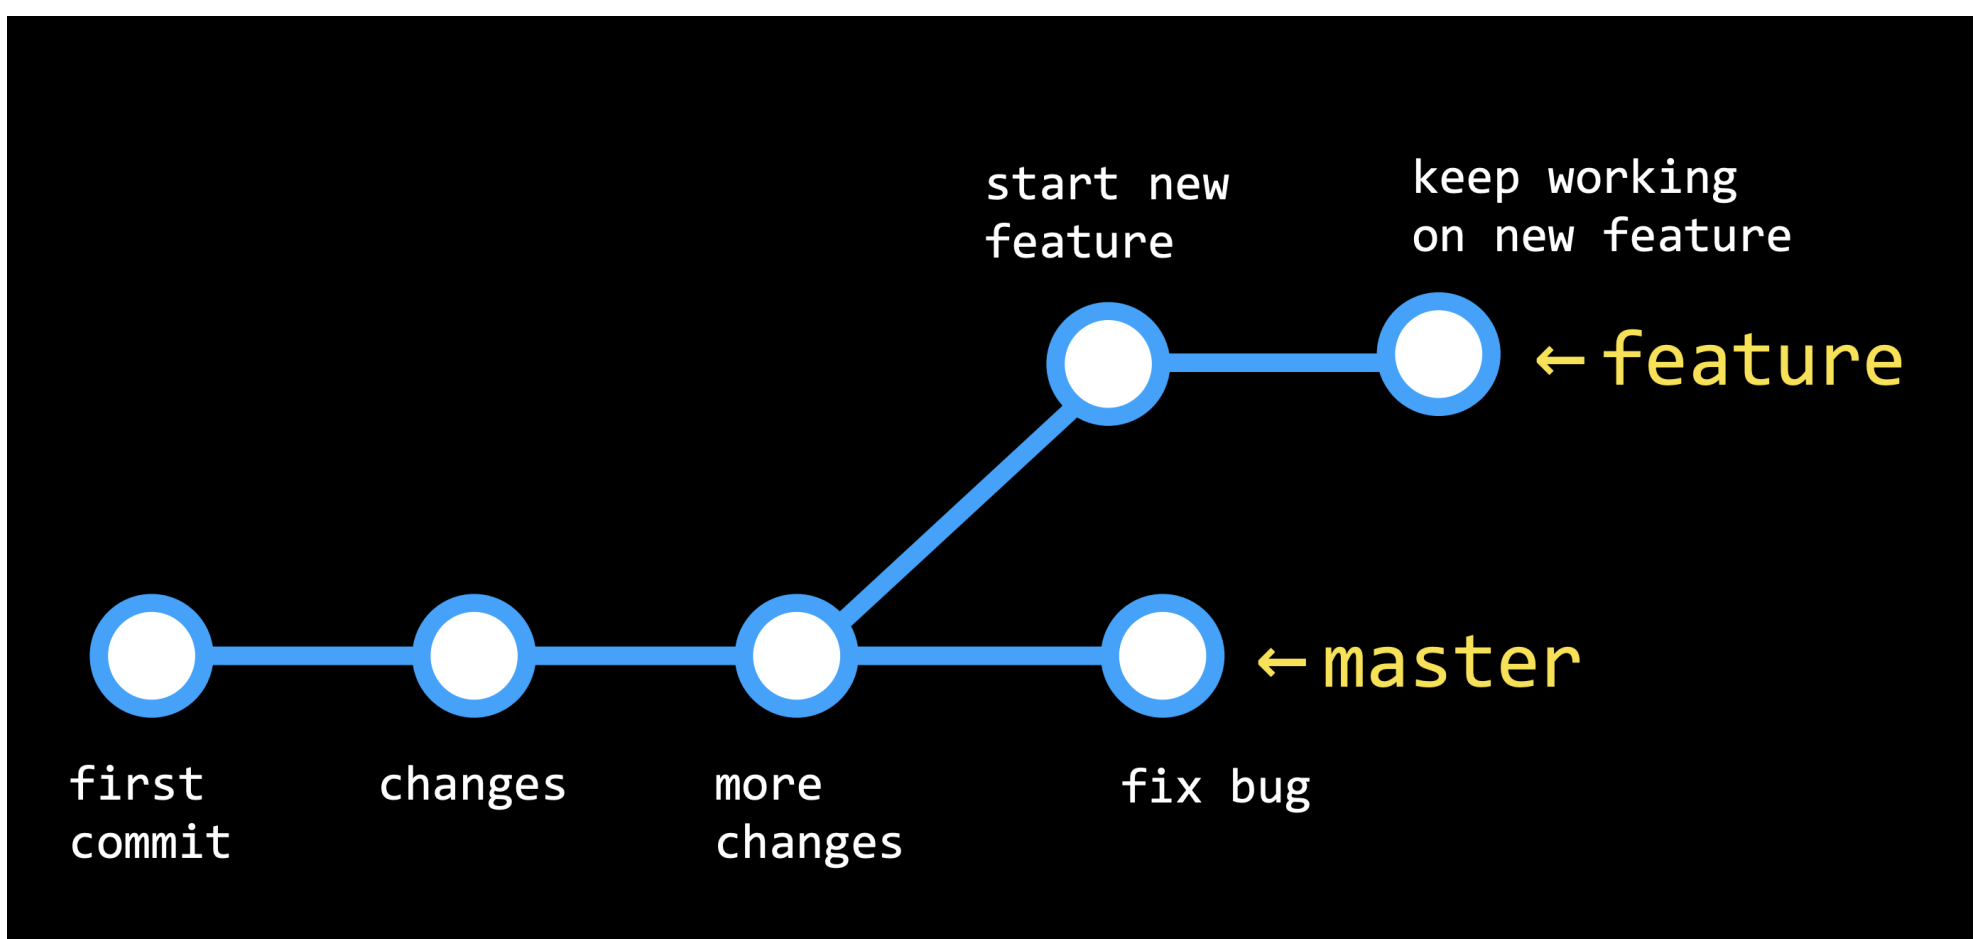 start new
feature
keep working
on new feature
←feature
←master
first
commit
changes
more
changes
fix bug